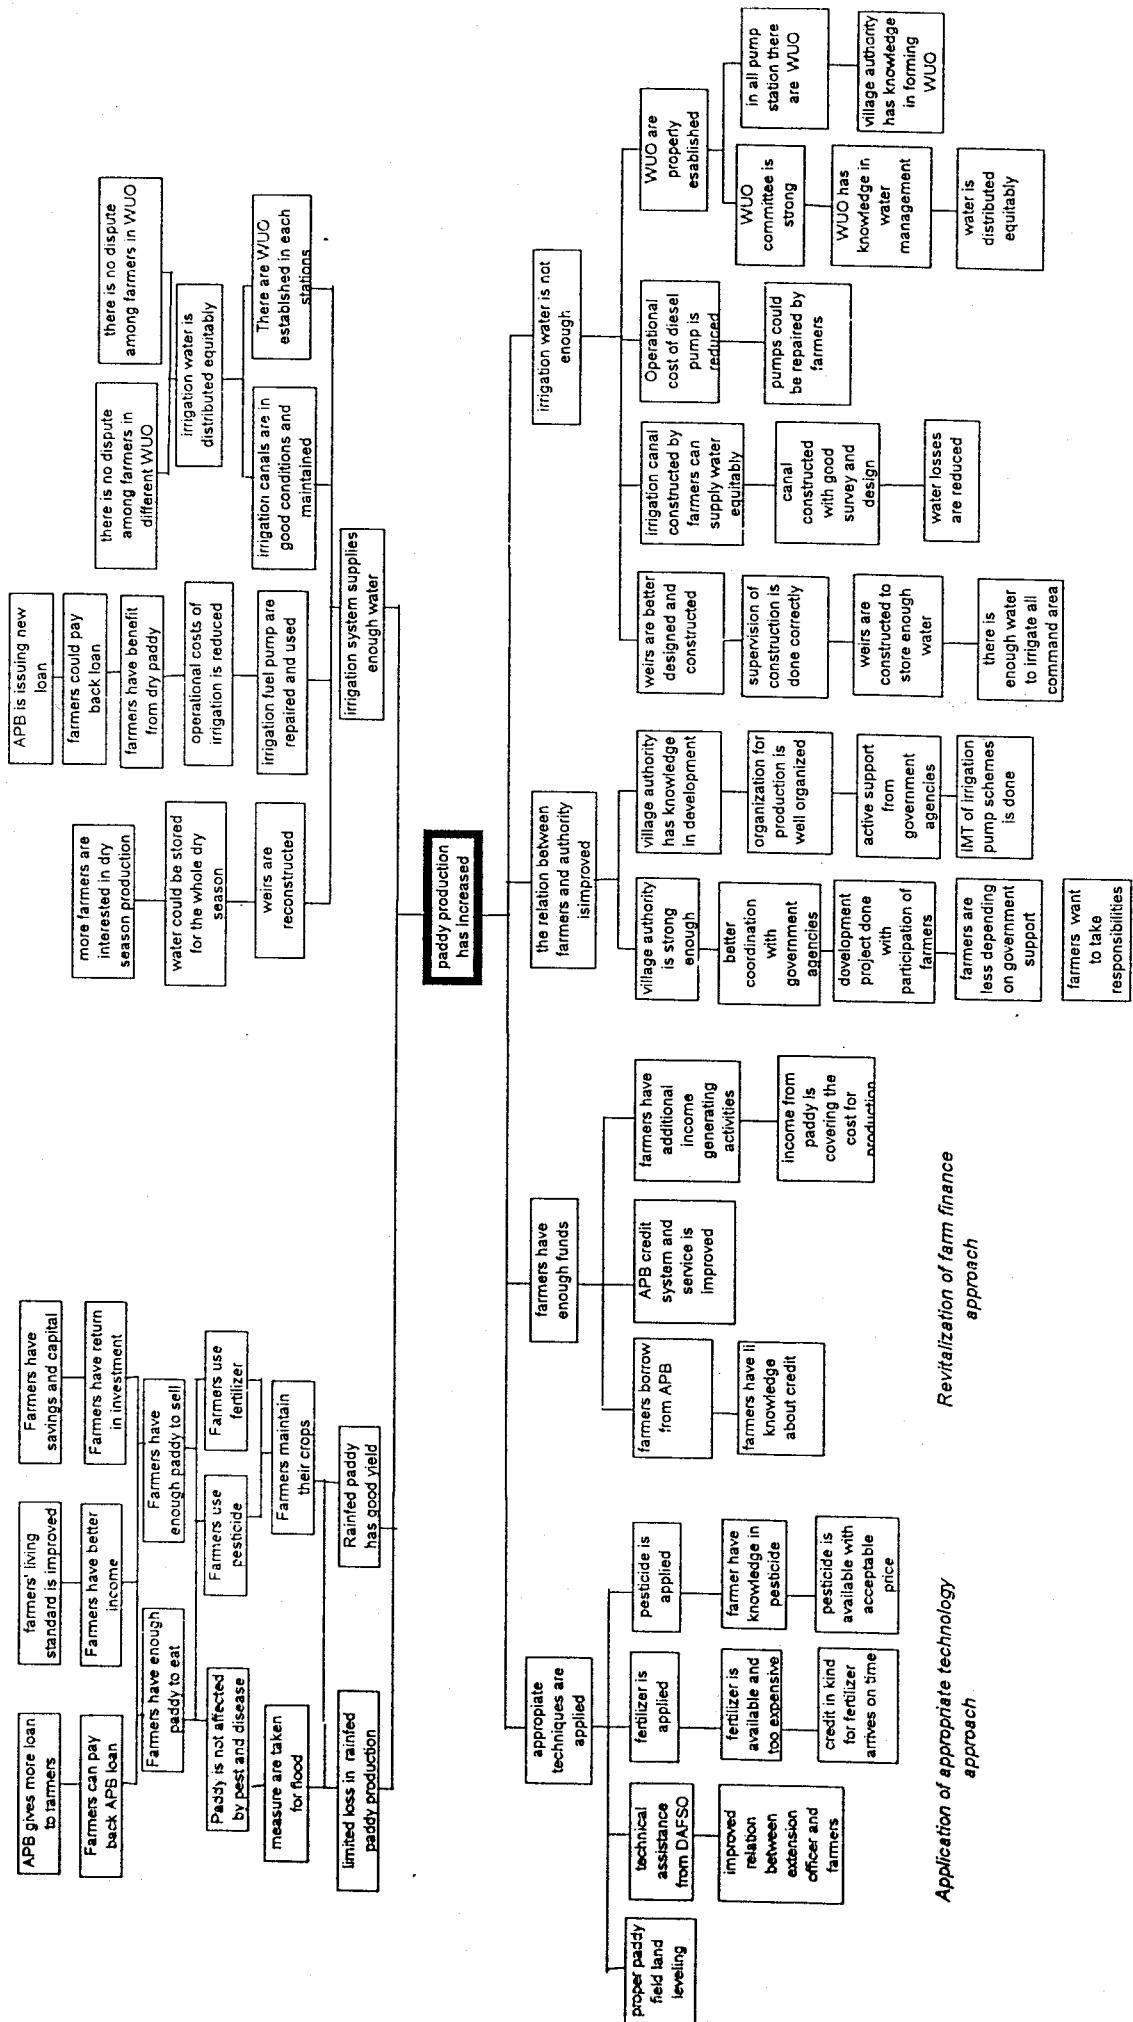 APB gives more loan
to farmers
farmers' living
standard is improved
Farmers have
savings and capital
Farmers can pay
back APB loan
Farmers have better
income
Farmers have return
in investment
Farmers have enough
paddy to eat
Farmers have
enough paddy to sell
Paddy is not affected
by pest and disease
Farmers use
pesticide
Farmers use
fertilizer
measure are taken
for flood
Farmers maintain
their crops
limited loss in rainfed
paddy production
Rainfed paddy
has good yield
more farmers are
interested in dry
season production
water could be stored
for the whole dry
season
weirs are
reconstructed
APB is issuing new
loan
farmers could pay
back loan
farmers have benefit
from dry paddy
operational costs of
irrigation is reduced
irrigation fuel pump are
repaired and used
there is no dispute
among farmers in
different WUO
there is no dispute
among farmers in WUO
irrigation water is
distributed equitably
irrigation canals are in
good conditions and
maintained
There are WUO
established in each
stations
irrigation system supplies
enough water
paddy production
has increased
appropiate
techniques are
applied
farmers have
enough funds
the relation between
farmers and authority
isimproved
irrigation water is not
enough
proper paddy
field land
leveling
technical
assistance
from DAFSO
improved
relation
between
extension
officer and
farmers
fertilizer is
applied
fertilizer is
available and
too expensive
credit in kind
for fertilizer
arrives on time
pesticide is
applied
farmer have
knowledge in
pesticide
pesticide is
available with
acceptable
price
farmers borrow
from APB
farmers have li
knowledge
about credit
APB credit
system and
service is
improved
farmers have
additional
income
generating
activities
income from
paddy is
covering the
cost for
production
village authority
is strong
enough
better
coordination
with
government
agencies
dovelopment
project done
with
participation of
farmers
farmers are
less depending
on government
support
farmers want
to take
responsibilities
village authority
has knowledge
in development
organization for
production is
well organized
active support
from
government
agencies
IMT of irrigation
pump schemes
is done
weirs are better
designed and
constructed
supervision of
construction is
done correctly
weirs are
constructed to
store enough
water
there is
enough water
to irrigate all
command area
irrigation canal
constructed by
farmers can
supply water
equitably
canal
constructed
with good
survey and
design
water losses
are reduced
Operational
cost of diesel
pump is
reduced
pumps could
be repaired by
farmers
WUO are
properly
esablished
WUO
committee is
strong
WUO has
knowledge in
water
management
water is
distributed
equitably
in all pump
station there
are WUO
village authority
has knowledge
in forming
WUO
Application of appropriate technology
approach
Revitalization of farm finance
approach